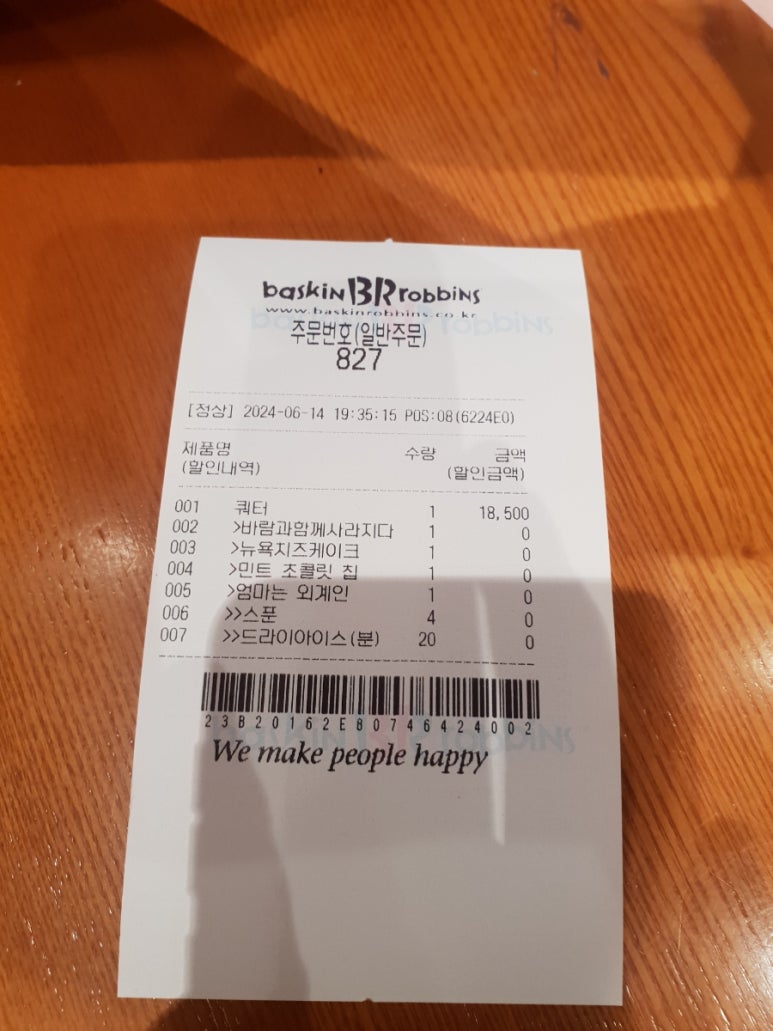 baskin BR robbins
www.baskinrobbins.co.kr
주문번호(일반주문)
827
[정상] 2024-06-14 19:35:15 POS:08(6224E0)
제품명 수량 금액
(할인내역) (할인금액)
001 쿼터 1 18,500
002 >바람과함께사라지다 1 0
003 >뉴욕치즈케이크 1 0
004 >민트 초콜릿 칩 1 0
005 >엄마는 외계인 1 0
006 >>스푼 4 0
007 >>드라이아이스(분) 20 0
23B20162E80746424002
We make people happy